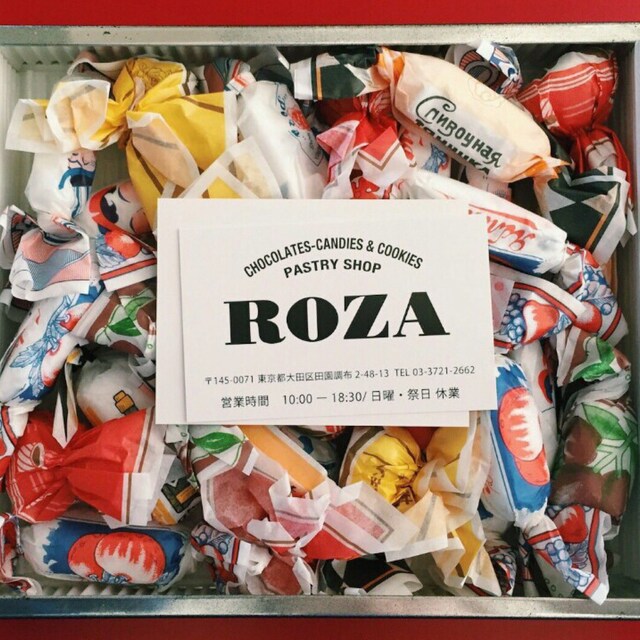 Сливочная
CHOCOLATES-CANDIES & COOKIES
PASTRY SHOP
ROZA
〒145-0071 東京都大田区田園調布 2-48-13 TEL 03-3721-2662
営業時間 10:00 — 18:30/ 日曜・祭日 休業